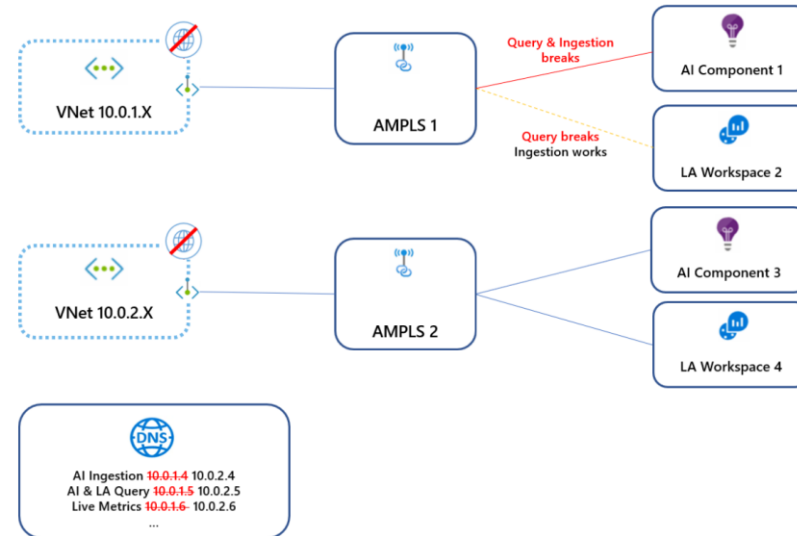 VNet 10.0.1.X
AMPLS 1
Query & Ingestion
breaks
AI Component 1
Query breaks
Ingestion works
LA Workspace 2
VNet 10.0.2.X
AMPLS 2
AI Component 3
LA Workspace 4
DNS
AI Ingestion 10.0.1.4 10.0.2.4
AI & LA Query 10.0.1.5 10.0.2.5
Live Metrics 10.0.1.6 10.0.2.6
...